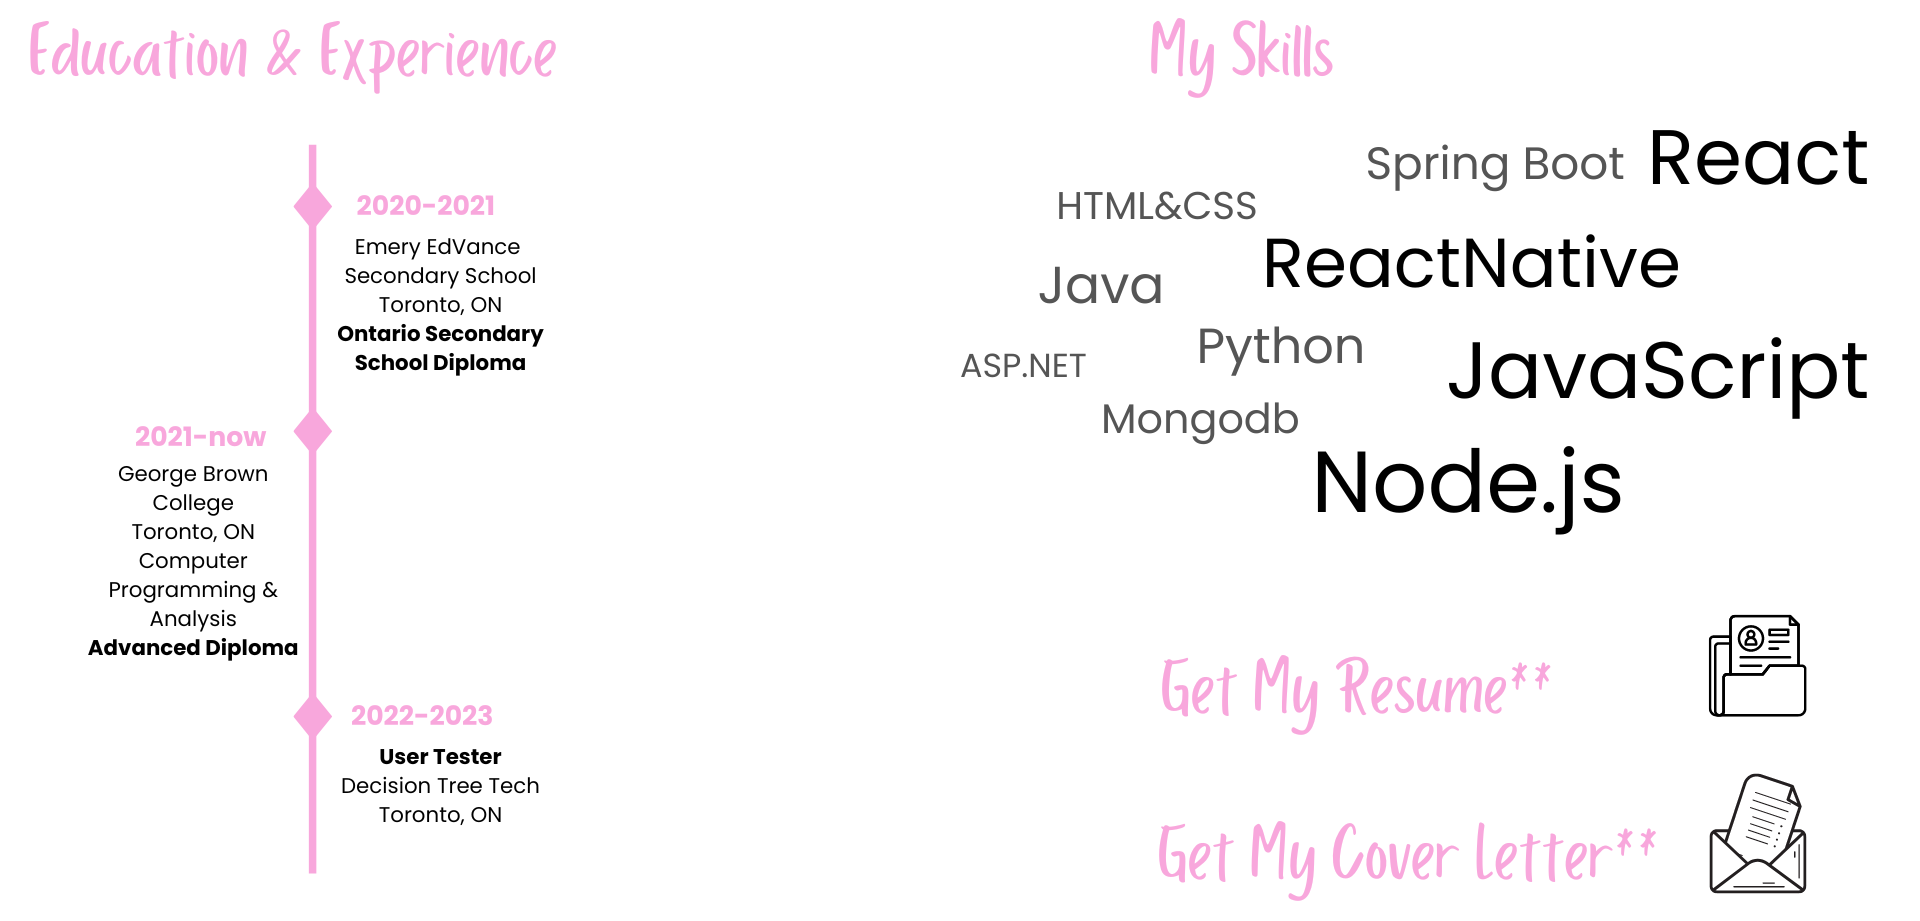 Education & Experience
2020-2021
Emery EdVance
Secondary School
Toronto, ON
Ontario Secondary
School Diploma
2021-now
George Brown
College
Toronto, ON
Computer
Programming &
Analysis
Advanced Diploma
2022-2023
User Tester
Decision Tree Tech
Toronto, ON
My Skills
Spring Boot React
HTML&CSS
ReactNative
Java
Python
ASP.NET
JavaScript
Mongodb
Node.js
Get My Resume**
Get My Cover Letter**